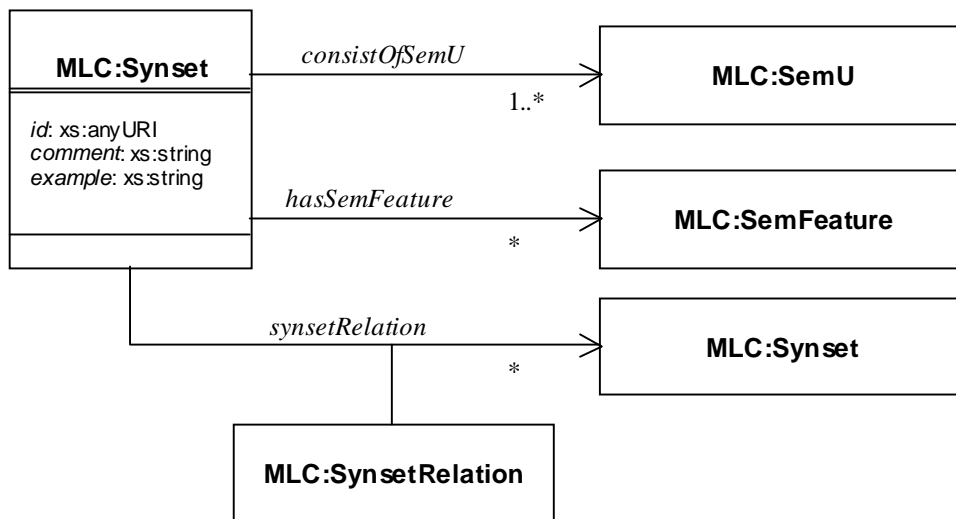 MLC:Synset
id: xs:anyURI
comment: xs:string
example: xs:string
consistOfSemU
1..*
MLC:SemU
hasSemFeature
*
MLC:SemFeature
synsetRelation
*
MLC:Synset
MLC:SynsetRelation